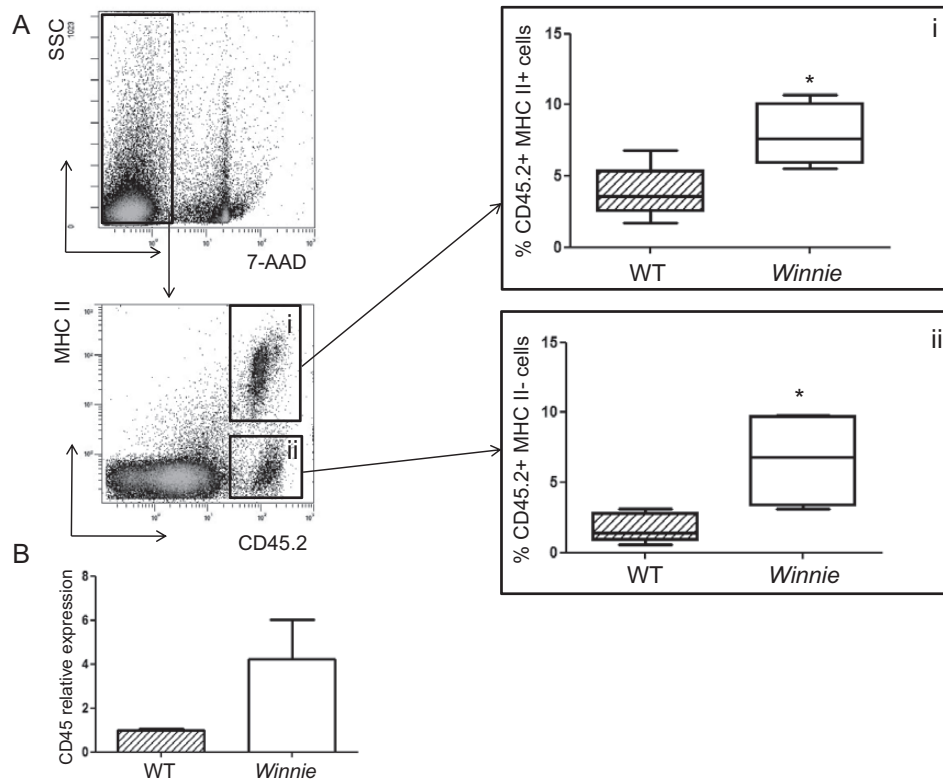 A
SSC
1023
0
7-AAD
MHC II
i
ii
CD45.2
i
% CD45.2+ MHC II+ cells
15
10
5
0
*
WT
Winnie
ii
% CD45.2+ MHC II- cells
15
10
5
0
*
WT
Winnie
B
CD45 relative expression
8
6
4
2
0
WT
Winnie